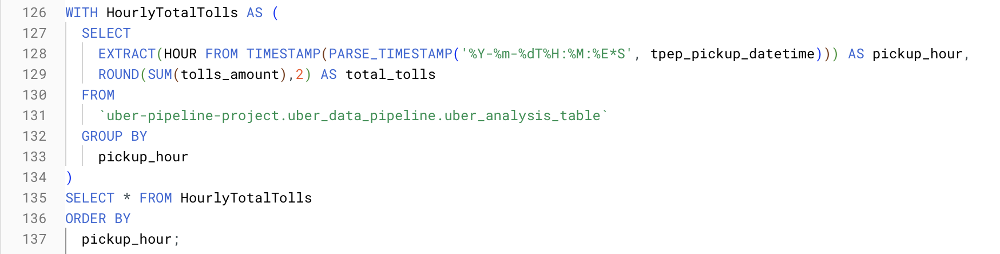 126 WITH HourlyTotalTolls AS (
127 SELECT
128 EXTRACT(HOUR FROM TIMESTAMP(PARSE_TIMESTAMP('%Y-%m-%dT%H:%M:%E*S', tpep_pickup_datetime))) AS pickup_hour,
129 ROUND(SUM(tolls_amount),2) AS total_tolls
130 FROM
131 `uber-pipeline-project.uber_data_pipeline.uber_analysis_table`
132 GROUP BY
133 pickup_hour
134 )
135 SELECT * FROM HourlyTotalTolls
136 ORDER BY
137 pickup_hour;